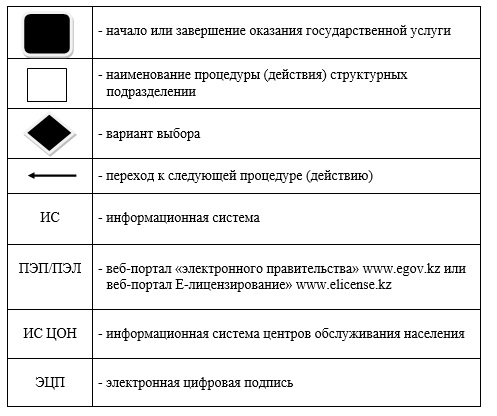 - начало или завершение оказания государственной услуги
- наименование процедуры (действия) структурных
подразделении
- вариант выбора
- переход к следующей процедуре (действию)
ИС - информационная система
ПЭП/ПЭЛ - веб-портал «электронного правительства» www.egov.kz или
веб-портал Е-лицензирование» www.elicense.kz
ИС ЦОН - информационная система центров обслуживания населения
ЭЦП - электронная цифровая подпись